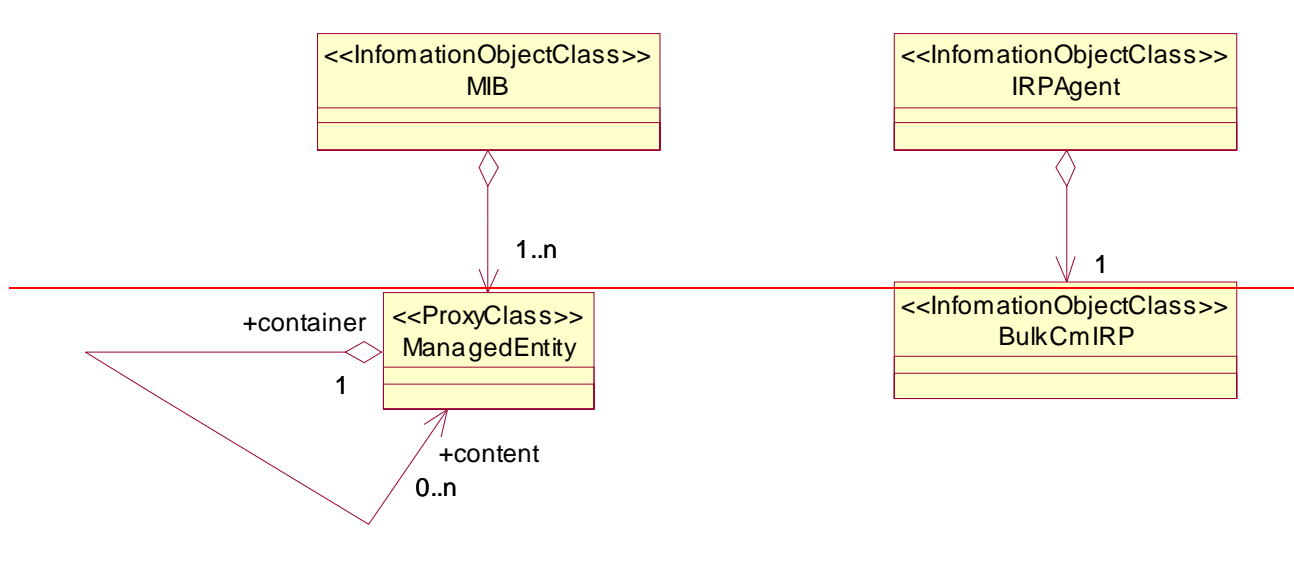 <<InfomationObjectClass>>
MIB
<<InfomationObjectClass>>
IRPAgent
1..n
1
+container
<<ProxyClass>>
ManagedEntity
1
<<InfomationObjectClass>>
BulkCmIRP
+content
0..n